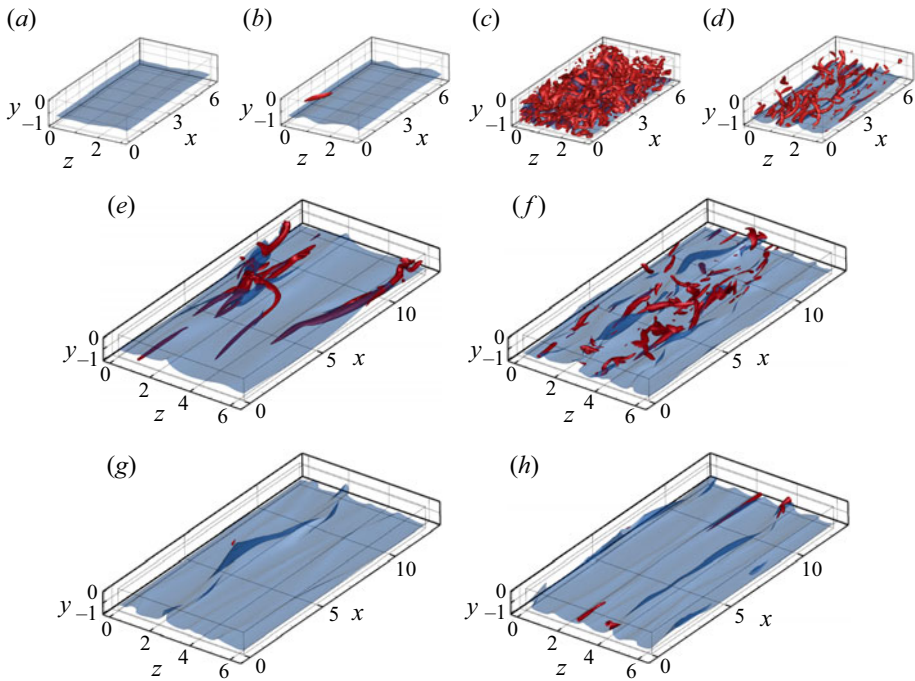 (a) (b) (c) (d)
y 0 –1 0 z 2 0 3 x 6
y 0 –1 0 z 2 0 3 x 6
y 0 –1 0 z 2 0 3 x 6
y 0 –1 0 z 2 0 3 x 6
(e) (f)
y 0 –1 0 2 z 4 6 0 5 x 10
y 0 –1 0 2 z 4 6 0 5 x 10
(g) (h)
y 0 –1 0 2 z 4 6 0 5 x 10
y 0 –1 0 2 z 4 6 0 5 x 10